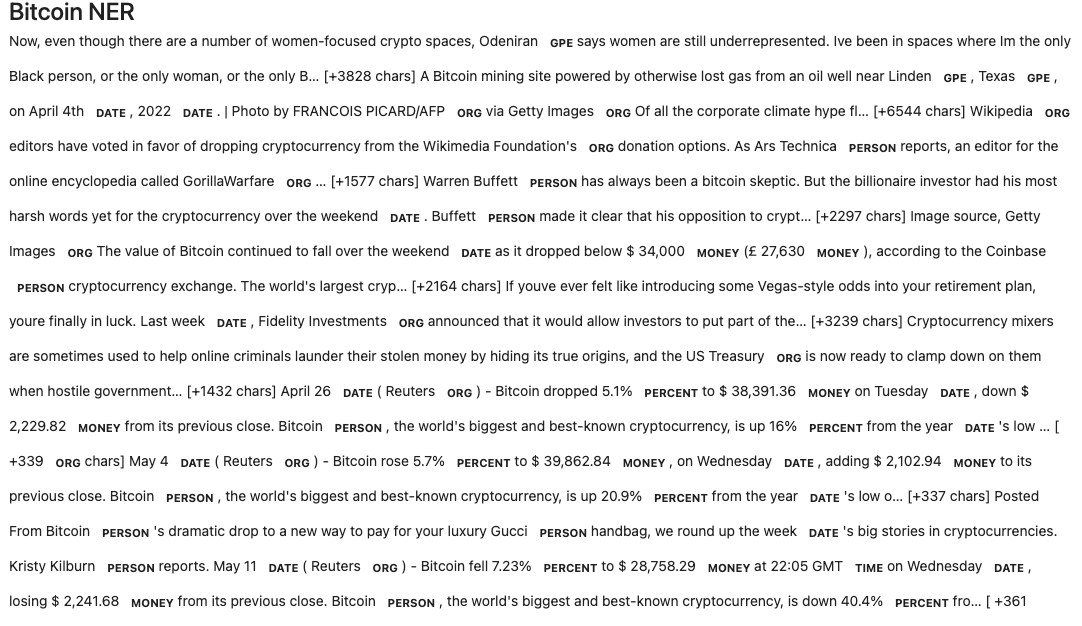 Bitcoin NER
Now, even though there are a number of women-focused crypto spaces, Odeniran GPE says women are still underrepresented. Ive been in spaces where Im the only
Black person, or the only woman, or the only B... [+3828 chars] A Bitcoin mining site powered by otherwise lost gas from an oil well near Linden GPE , Texas GPE ,
on April 4th DATE , 2022 DATE . | Photo by FRANCOIS PICARD/AFP ORG via Getty Images ORG Of all the corporate climate hype fl... [+6544 chars] Wikipedia ORG
editors have voted in favor of dropping cryptocurrency from the Wikimedia Foundation's ORG donation options. As Ars Technica PERSON reports, an editor for the
online encyclopedia called GorillaWarfare ORG ... [+1577 chars] Warren Buffett PERSON has always been a bitcoin skeptic. But the billionaire investor had his most
harsh words yet for the cryptocurrency over the weekend DATE . Buffett PERSON made it clear that his opposition to crypt... [+2297 chars] Image source, Getty
Images ORG The value of Bitcoin continued to fall over the weekend DATE as it dropped below $ 34,000 MONEY (£ 27,630 MONEY ), according to the Coinbase
PERSON cryptocurrency exchange. The world's largest cryp... [+2164 chars] If youve ever felt like introducing some Vegas-style odds into your retirement plan,
youre finally in luck. Last week DATE , Fidelity Investments ORG announced that it would allow investors to put part of the... [+3239 chars] Cryptocurrency mixers
are sometimes used to help online criminals launder their stolen money by hiding its true origins, and the US Treasury ORG is now ready to clamp down on them
when hostile government... [+1432 chars] April 26 DATE ( Reuters ORG ) - Bitcoin dropped 5.1% PERCENT to $ 38,391.36 MONEY on Tuesday DATE , down $
2,229.82 MONEY from its previous close. Bitcoin PERSON , the world's biggest and best-known cryptocurrency, is up 16% PERCENT from the year DATE 's low ... [
+339 ORG chars] May 4 DATE ( Reuters ORG ) - Bitcoin rose 5.7% PERCENT to $ 39,862.84 MONEY , on Wednesday DATE , adding $ 2,102.94 MONEY to its
previous close. Bitcoin PERSON , the world's biggest and best-known cryptocurrency, is up 20.9% PERCENT from the year DATE 's low o... [+337 chars] Posted
From Bitcoin PERSON 's dramatic drop to a new way to pay for your luxury Gucci PERSON handbag, we round up the week DATE 's big stories in cryptocurrencies.
Kristy Kilburn PERSON reports. May 11 DATE ( Reuters ORG ) - Bitcoin fell 7.23% PERCENT to $ 28,758.29 MONEY at 22:05 GMT TIME on Wednesday DATE ,
losing $ 2,241.68 MONEY from its previous close. Bitcoin PERSON , the world's biggest and best-known cryptocurrency, is down 40.4% PERCENT fro... [ +361